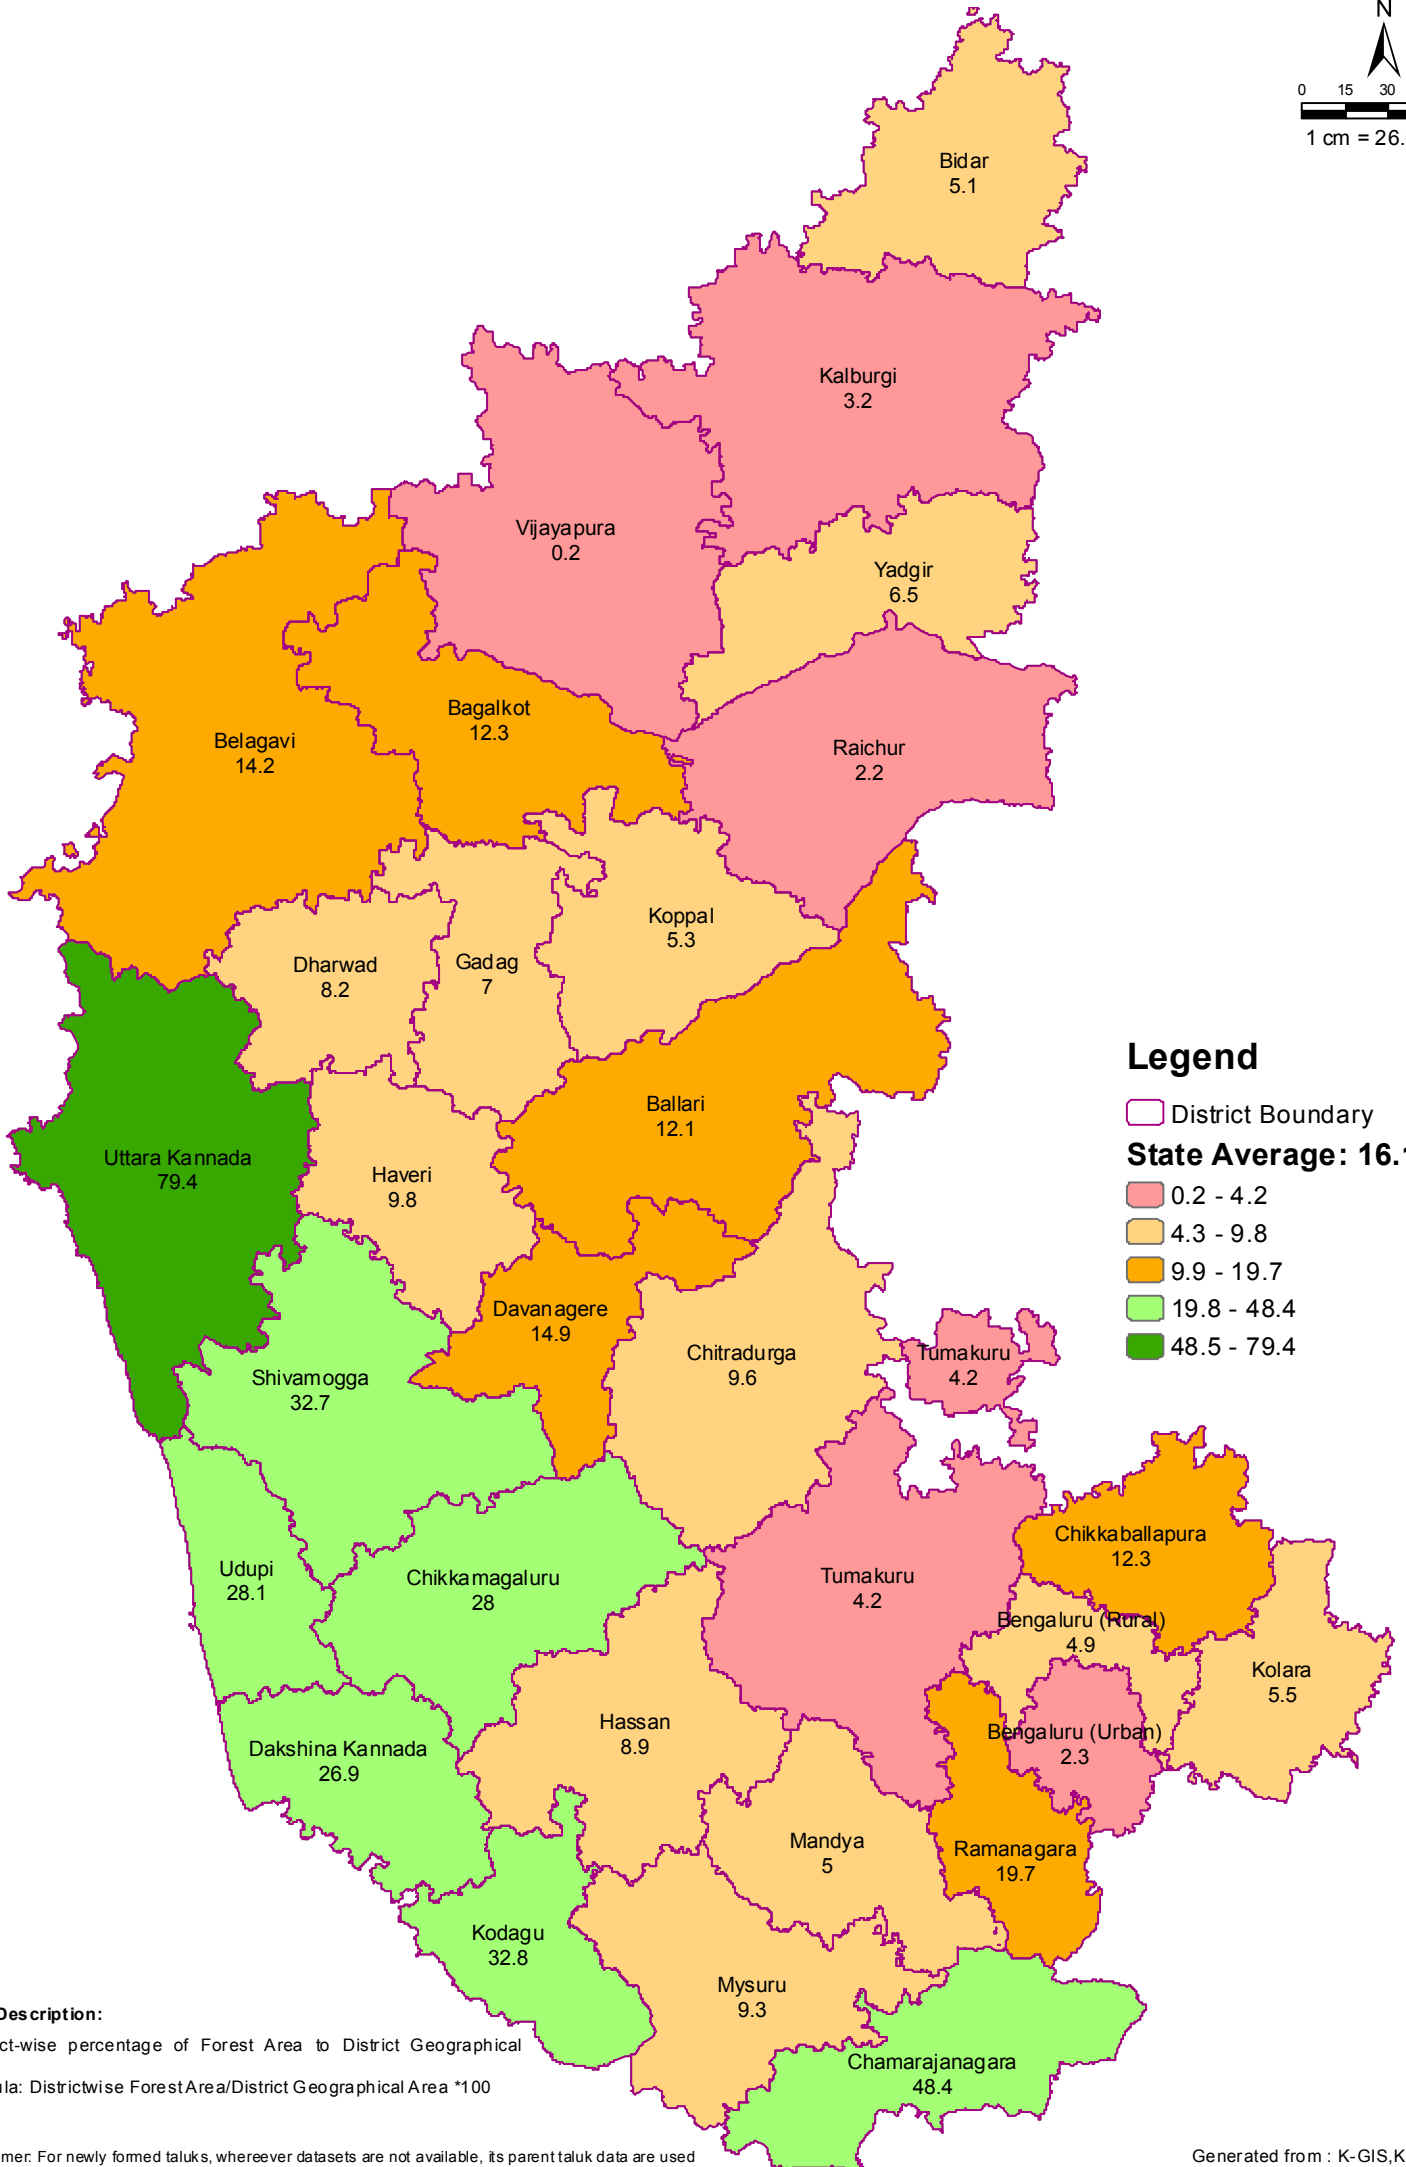 N
0 15 30
1 cm = 26.
Bidar
5.1
Kalburgi
3.2
Vijayapura
0.2
Yadgir
6.5
Bagalkot
12.3
Belagavi
14.2
Raichur
2.2
Koppal
5.3
Dharwad
8.2
Gadag
7
Legend
District Boundary
State Average: 16.
0.2 - 4.2
4.3 - 9.8
9.9 - 19.7
19.8 - 48.4
48.5 - 79.4
Ballari
12.1
Uttara Kannada
79.4
Haveri
9.8
Davanagere
14.9
Chitradurga
9.6
Tumakuru
4.2
Shivamogga
32.7
Chikkaballapura
12.3
Udupi
28.1
Chikkamagaluru
28
Tumakuru
4.2
Bengaluru (Rural)
4.9
Kolara
5.5
Hassan
8.9
Bengaluru (Urban)
2.3
Dakshina Kannada
26.9
Mandya
5
Ramanagara
19.7
Kodagu
32.8
Mysuru
9.3
Chamarajanagara
48.4
Description:
ct-wise percentage of Forest Area to District Geographical
ula: Districtwise Forest Area/District Geographical Area *100
mer: For newly formed taluks, whereever datasets are not available, its parent taluk data are used
Generated from : K-GIS,K